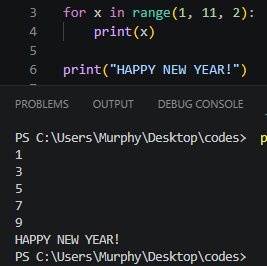 3 for x in range(1, 11, 2):
4     print(x)
5
6 print("HAPPY NEW YEAR!")
PROBLEMS OUTPUT DEBUG CONSOLE
PS C:\Users\Murphy\Desktop\codes> p
1
3
5
7
9
HAPPY NEW YEAR!
PS C:\Users\Murphy\Desktop\codes>